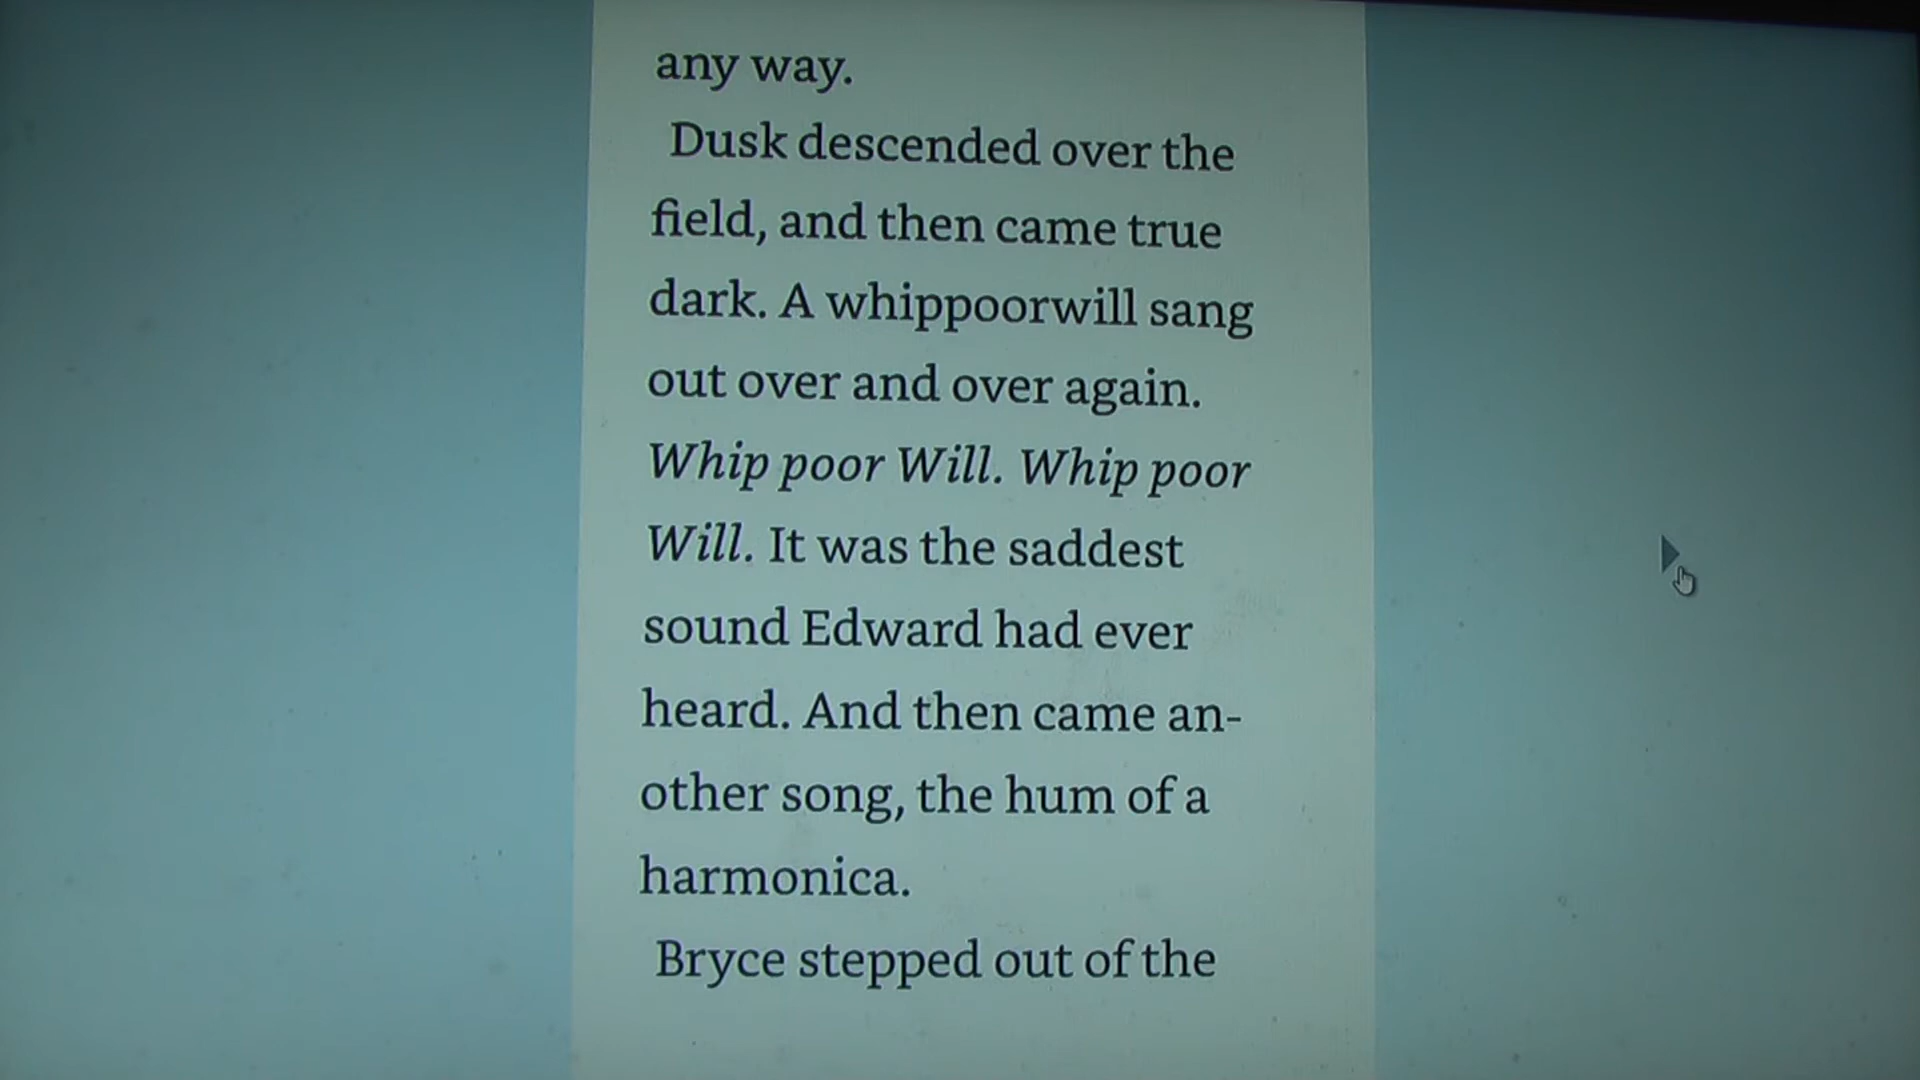 any way.
Dusk descended over the
field, and then came true
dark. A whippoorwill sang
out over and over again.
Whip poor Will. Whip poor
Will. It was the saddest
sound Edward had ever
heard. And then came an-
other song, the hum of a
harmonica.
Bryce stepped out of the